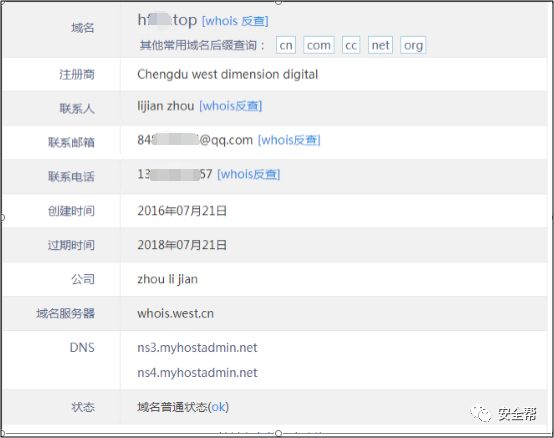 域名 hf top [whois 反查]
其他常用域名后缀查询： cn com cc net org
注册商 Chengdu west dimension digital
联系人 lijian zhou [whois反查]
联系邮箱 84 @qq.com [whois反查]
联系电话 13 57 [whois反查]
创建时间 2016年07月21日
过期时间 2018年07月21日
公司 zhou li jian
域名服务器 whois.west.cn
DNS ns3.myhostadmin.net
ns4.myhostadmin.net
状态 域名普通状态(ok)
安全帮